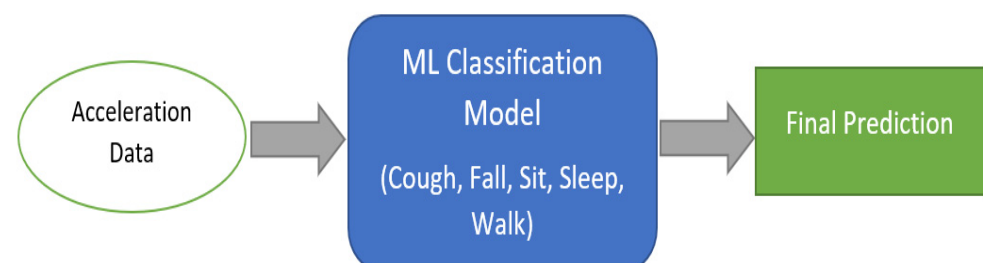 Acceleration
Data
ML Classification
Model
(Cough, Fall, Sit, Sleep,
Walk)
Final Prediction